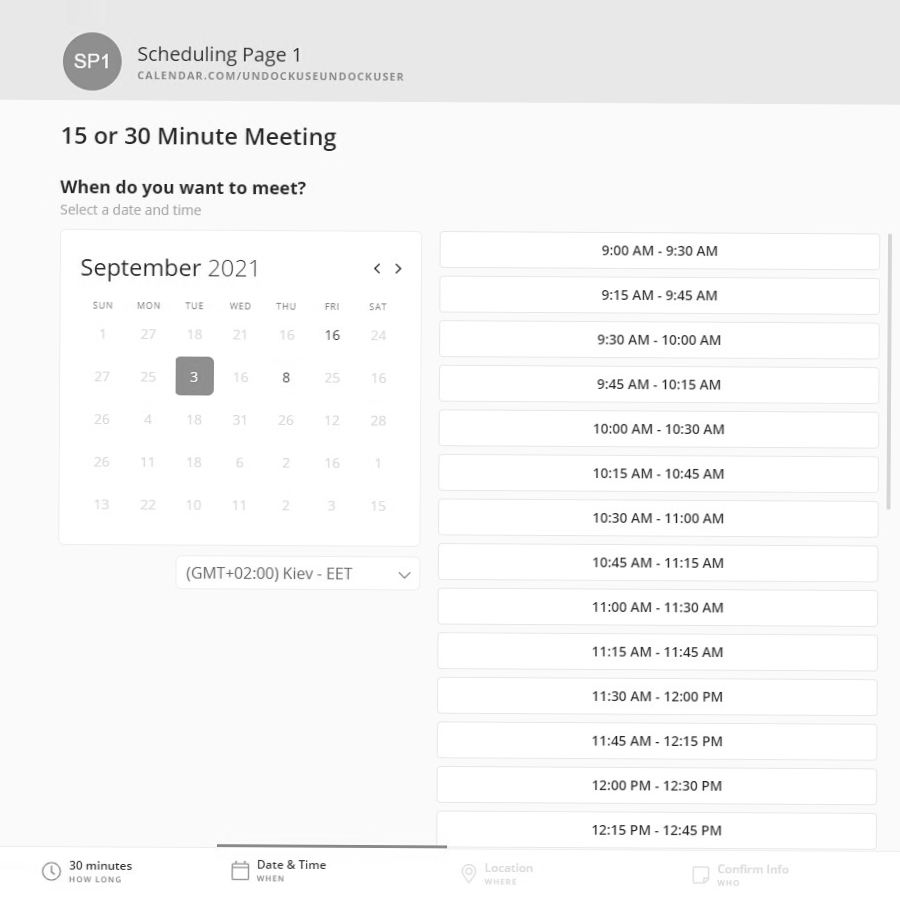 SP1
Scheduling Page 1
CALENDAR.COM/UNDOCKUSEUNDOCKUSER
15 or 30 Minute Meeting
When do you want to meet?
Select a date and time
September 2021
SUN MON TUE WED THU FRI SAT
1 27 18 21 16 16 24
27 25 3 16 8 25 16
26 4 18 31 26 12 28
26 11 18 6 2 16 1
13 22 10 11 2 3 15
(GMT+02:00) Kiev - EET
9:00 AM - 9:30 AM
9:15 AM - 9:45 AM
9:30 AM - 10:00 AM
9:45 AM - 10:15 AM
10:00 AM - 10:30 AM
10:15 AM - 10:45 AM
10:30 AM - 11:00 AM
10:45 AM - 11:15 AM
11:00 AM - 11:30 AM
11:15 AM - 11:45 AM
11:30 AM - 12:00 PM
11:45 AM - 12:15 PM
12:00 PM - 12:30 PM
12:15 PM - 12:45 PM
30 minutes
HOW LONG
Date & Time
WHEN
Location
WHERE
Confirm Info
WHO